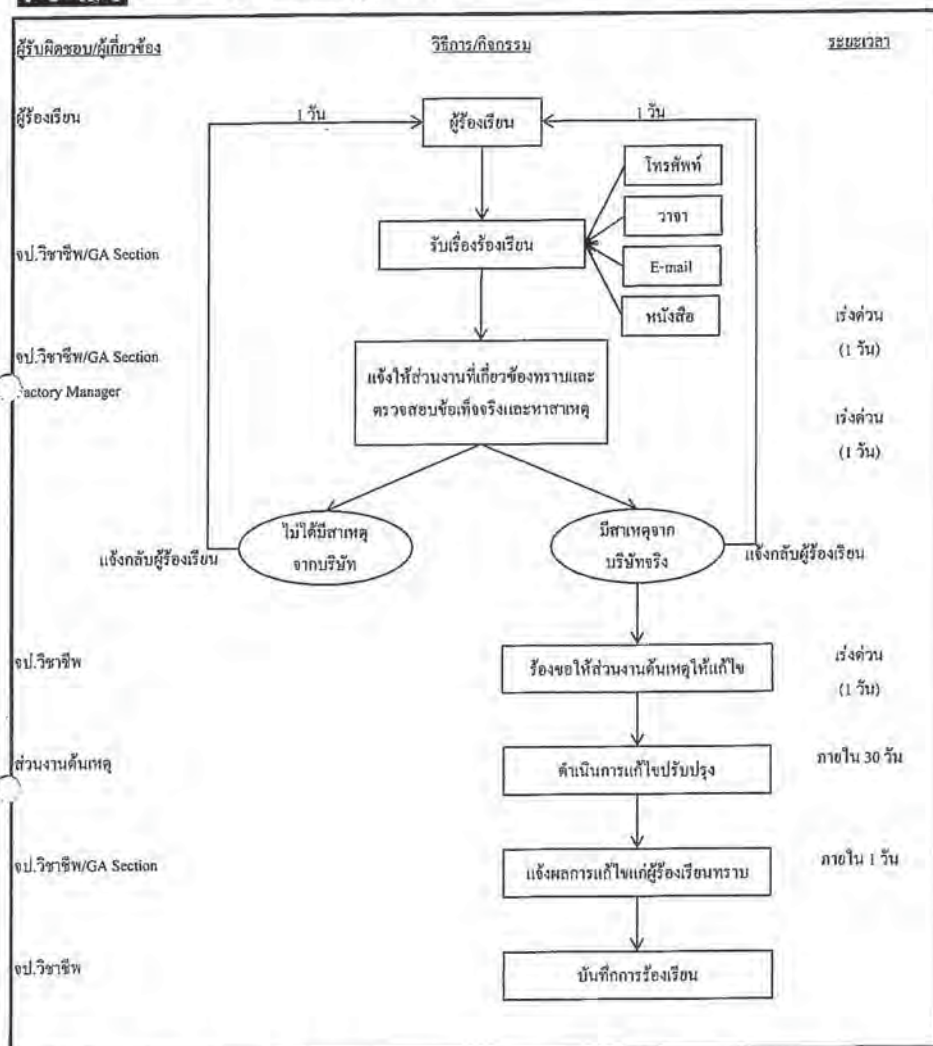 ผู้รับผิดชอบ/ผู้เกี่ยวข้อง วิธีการ/กิจกรรม ระยะเวลา
ผู้ร้องเรียน 1 วัน ผู้ร้องเรียน 1 วัน
โทรศัพท์
วาจา
จป.วิชาชีพ/GA Section รับเรื่องร้องเรียน
E-mail
หนังสือ เร่งด่วน
(1 วัน)
จป.วิชาชีพ/GA Section แจ้งให้ส่วนงานที่เกี่ยวข้องทราบและ
Factory Manager ตรวจสอบข้อเท็จจริงและหาสาเหตุ
เร่งด่วน
(1 วัน)
ไม่ได้มีสาเหตุ มีสาเหตุจาก
แจ้งกลับผู้ร้องเรียน จากบริษัท บริษัทจริง แจ้งกลับผู้ร้องเรียน
จป.วิชาชีพ ร้องขอให้ส่วนงานต้นเหตุให้แก้ไข เร่งด่วน
(1 วัน)
ส่วนงานต้นเหตุ ดำเนินการแก้ไขปรับปรุง ภายใน 30 วัน
จป.วิชาชีพ/GA Section แจ้งผลการแก้ไขแก่ผู้ร้องเรียนทราบ ภายใน 1 วัน
จป.วิชาชีพ บันทึกการร้องเรียน